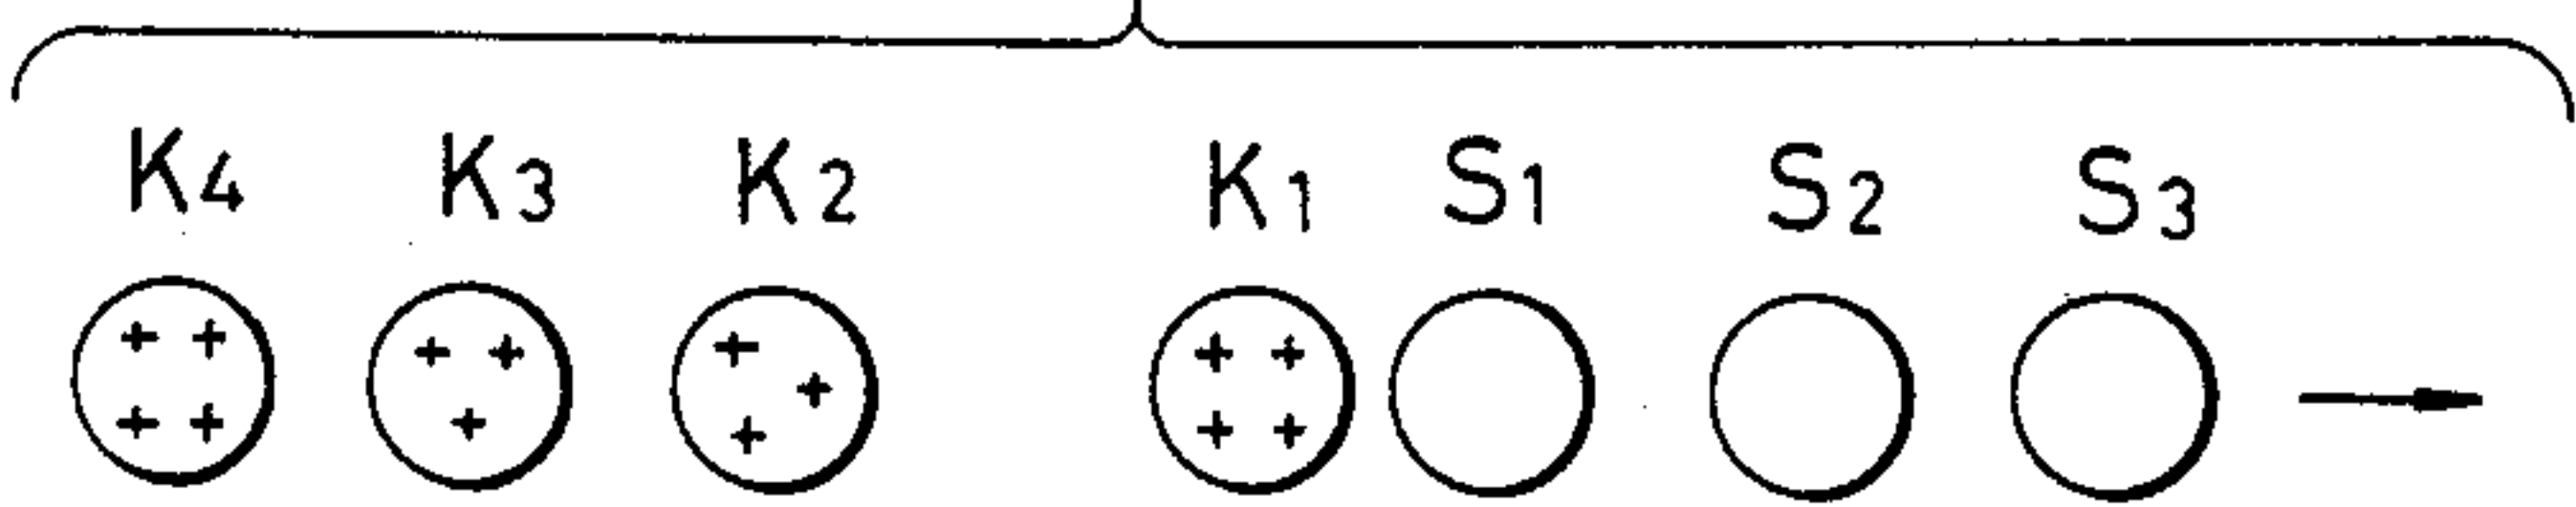 K4 K3 K2 K1 S1 S2 S3
++ ++ + + ++
++ + + ++